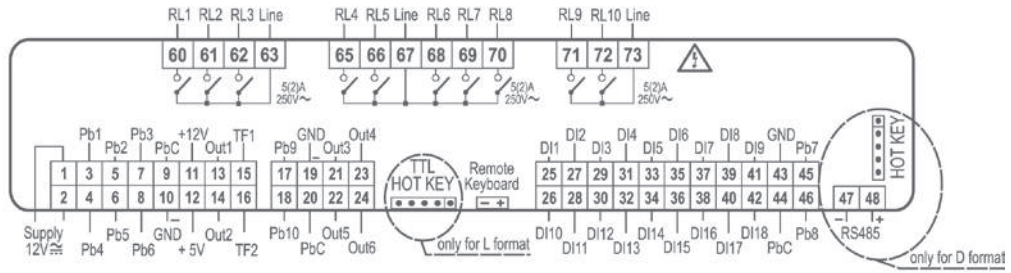 RL1 RL2 RL3 Line RL4 RL5 Line RL6 RL7 RL8 RL9 RL10 Line
60 61 62 63 65 66 67 68 69 70 71 72 73
5(2)A 5(2)A 5(2)A
250V~ 250V~ 250V~
Pb1 Pb3 +12V TF1 GND Out4 DI2 DI4 DI6 DI8 GND
Pb2 PbC Out1 Pb9 – Out3 TTL Remote DI1 DI3 DI5 DI7 DI9 Pb7
1 3 5 7 9 11 13 15 17 19 21 23 HOT KEY Keyboard 25 27 29 31 33 35 37 39 41 43 45 HOT KEY
2 4 6 8 10 12 14 16 18 20 22 24 – + 26 28 30 32 34 36 38 40 42 44 46 47 48
Supply Pb5 – Out2 Pb10 Out5 DI10 DI12 DI14 DI16 DI18 Pb8 – RS485 +
12V Pb4 Pb6 GND + 5V TF2 PbC Out6 only for L format DI11 DI13 DI15 DI17 PbC only for D format